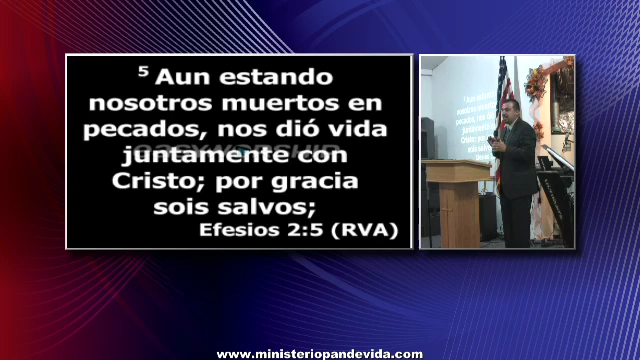 5 Aun estando
nosotros muertos en
pecados, nos dió vida
juntamente con
Cristo; por gracia
sois salvos;
Efesios 2:5 (RVA)
EASYWORSHIP
www.ministeriopandevida.com